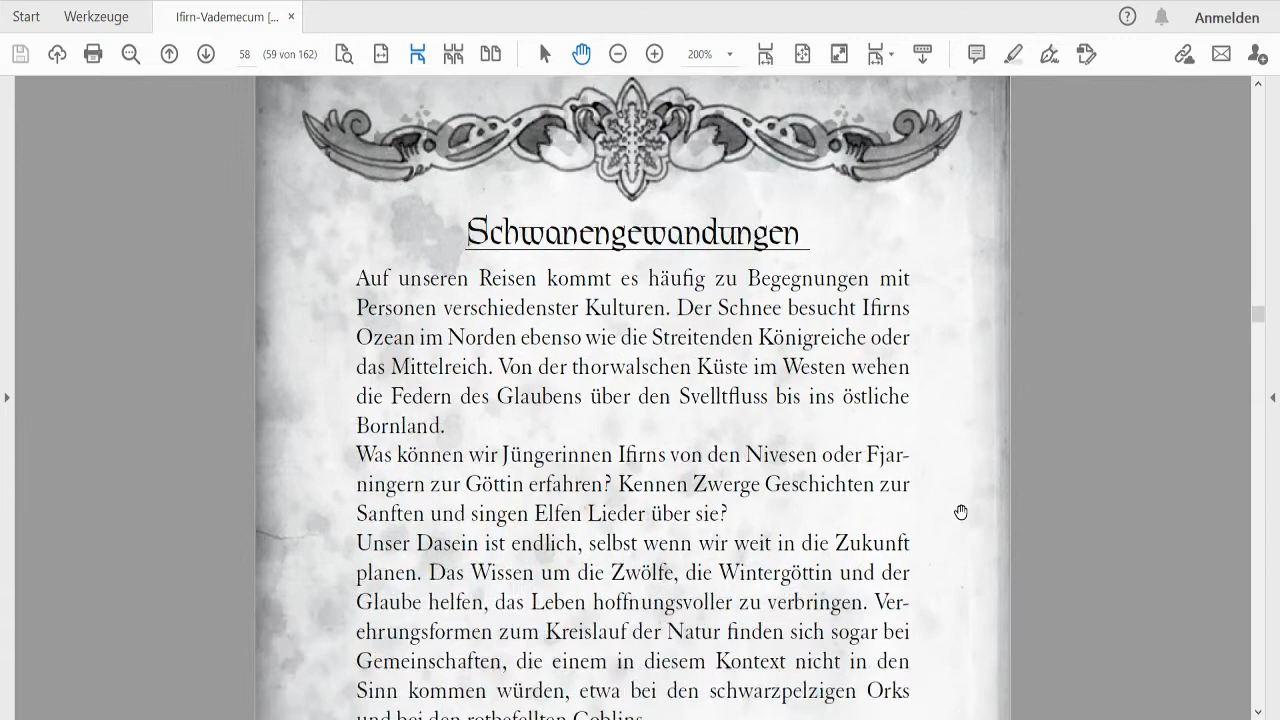 Start Werkzeuge Ifirn-Vademecum [... × Anmelden
58 (59 von 162) 200%
Schwanengewandungen
Auf unseren Reisen kommt es häufig zu Begegnungen mit
Personen verschiedenster Kulturen. Der Schnee besucht Ifirns
Ozean im Norden ebenso wie die Streitenden Königreiche oder
das Mittelreich. Von der thorwalschen Küste im Westen wehen
die Federn des Glaubens über den Svelltfluss bis ins östliche
Bornland.
Was können wir Jüngerinnen Ifirns von den Nivesen oder Fjar-
ningern zur Göttin erfahren? Kennen Zwerge Geschichten zur
Sanften und singen Elfen Lieder über sie?
Unser Dasein ist endlich, selbst wenn wir weit in die Zukunft
planen. Das Wissen um die Zwölfe, die Wintergöttin und der
Glaube helfen, das Leben hoffnungsvoller zu verbringen. Ver-
ehrungsformen zum Kreislauf der Natur finden sich sogar bei
Gemeinschaften, die einem in diesem Kontext nicht in den
Sinn kommen würden, etwa bei den schwarzpelzigen Orks
und bei den rotbefellten Goblins.